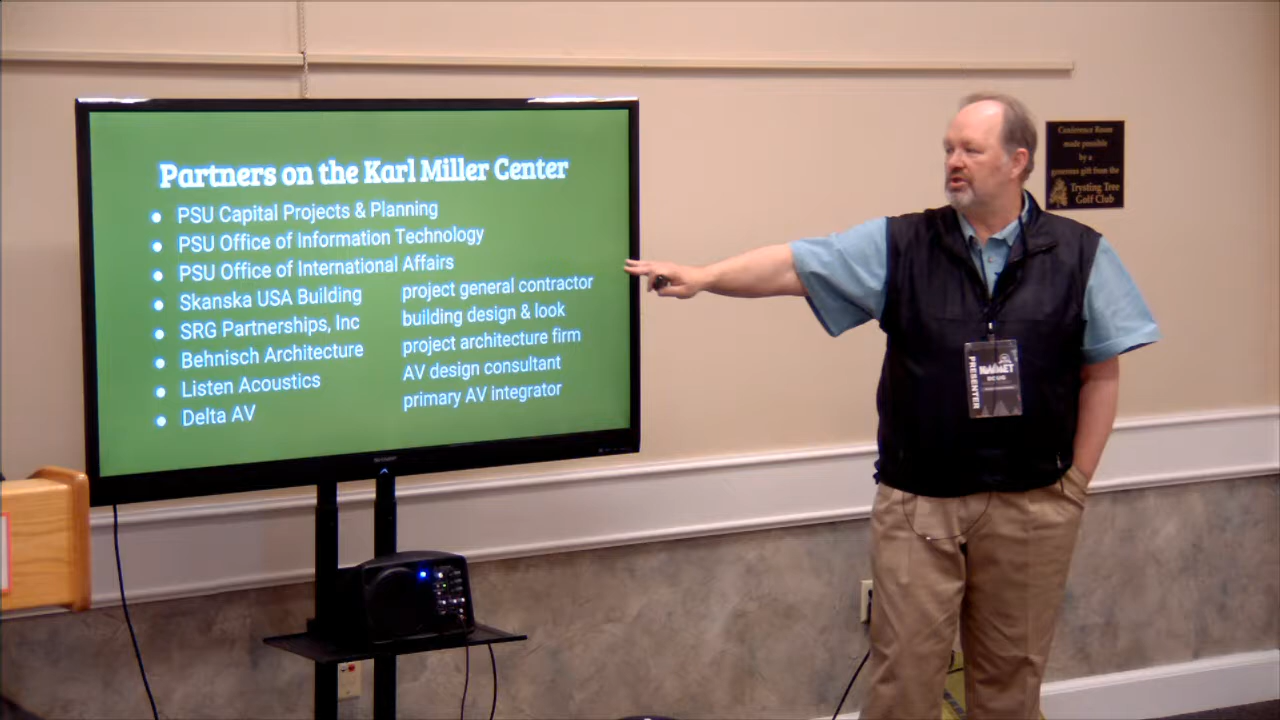 Partners on the Karl Miller Center
PSU Capital Projects & Planning
PSU Office of Information Technology
PSU Office of International Affairs
Skanska USA Building project general contractor
SRG Partnerships, Inc building design & look
Behnisch Architecture project architecture firm
Listen Acoustics AV design consultant
Delta AV primary AV integrator
Conference Room
made possible
by a
generous gift from the
Trysting Tree
Golf Club
PRESENTER